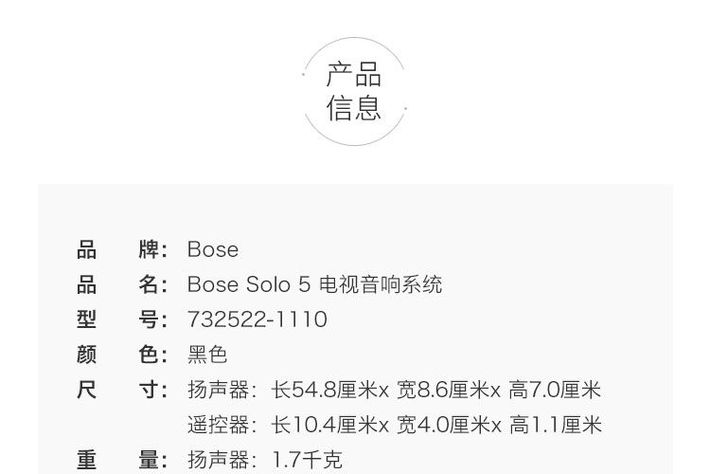 产品
信息
品 牌： Bose
品 名： Bose Solo 5 电视音响系统
型 号： 732522-1110
颜 色： 黑色
尺 寸： 扬声器：长54.8厘米x 宽8.6厘米x 高7.0厘米
遥控器：长10.4厘米x 宽4.0厘米x 高1.1厘米
重 量： 扬声器：1.7千克